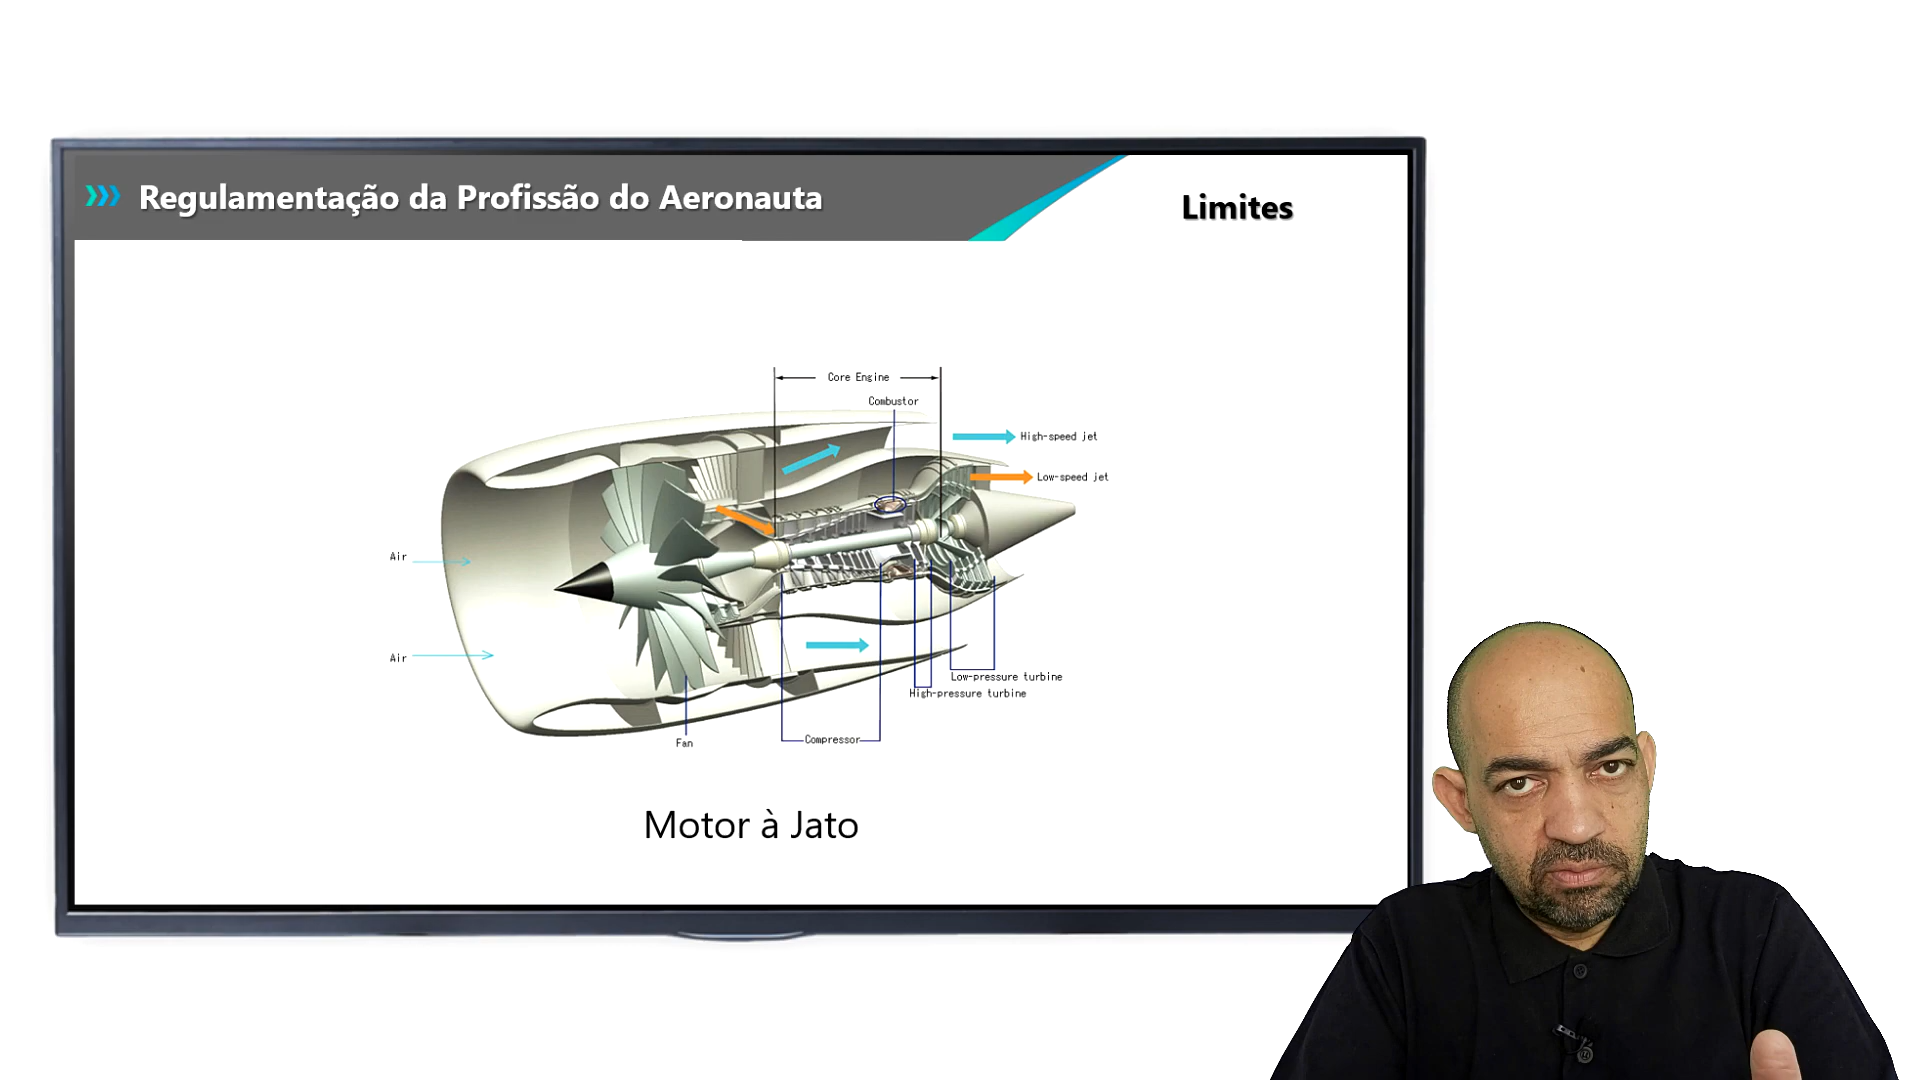 Regulamentação da Profissão do Aeronauta
Limites
Core Engine
Combustor
High-speed jet
Low-speed jet
Air
Air
Low-pressure turbine
High-pressure turbine
Compressor
Fan
Motor à Jato